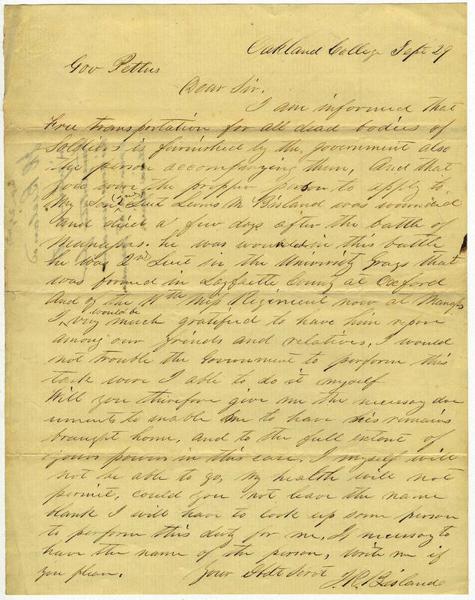 Oakland College Sept 29
Gov Pettus
Dear Sir,
I am informed that
Free transportation for all dead bodies of
Soldiers is furnished by the government also
the person accompanying them, And that
you were the propper person to apply to
My Son 2nd Lieut Lewis M. Bisland was wounded
and died a few days after the battle of
Manassas. he was wounded in this battle
he was 2nd Lieut in the University Grays that
was formed in Lafayette County at Oxford
and of the 11th Miss Regiment now at
I would be very much gratified to have him repose
among our friends and relatives, I would
not trouble the Government to perform this
task were I able to do it myself
Will you therefore give me the necessary doc
uments to enable me to have his remains
braught home, and to the full extent of
your powers in this case. I myself will
not be able to go, my health will not
permit, could you not leave the name
blank I will have to look up some person
to perform this duty for me, If necessary to
have the name of the person, write me if
you please.
Your Obdt Servt
J. R. Bisland